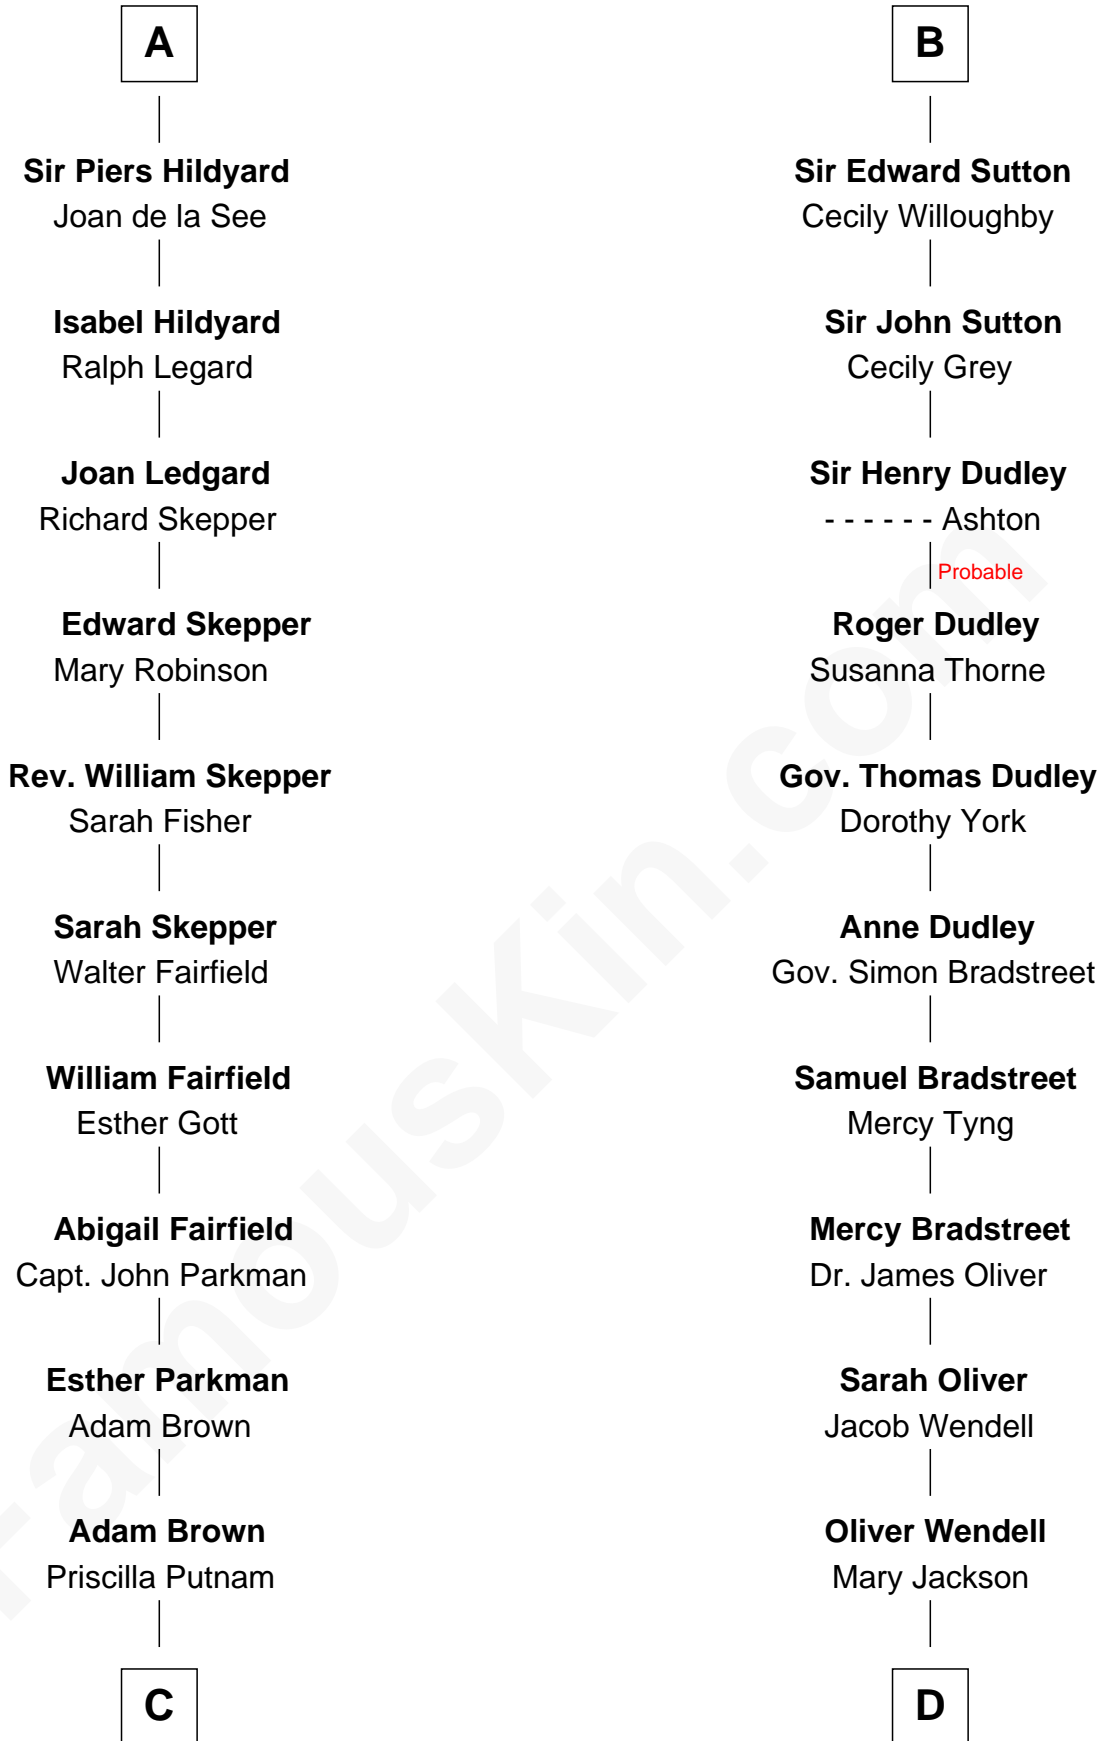 A
Sir Piers Hildyard
Joan de la See
Isabel Hildyard
Ralph Legard
Joan Ledgard
Richard Skepper
Edward Skepper
Mary Robinson
Rev. William Skepper
Sarah Fisher
Sarah Skepper
Walter Fairfield
William Fairfield
Esther Gott
Abigail Fairfield
Capt. John Parkman
Esther Parkman
Adam Brown
Adam Brown
Priscilla Putnam
C
B
Sir Edward Sutton
Cecily Willoughby
Sir John Sutton
Cecily Grey
Sir Henry Dudley
- - - - - - Ashton
Probable
Roger Dudley
Susanna Thorne
Gov. Thomas Dudley
Dorothy York
Anne Dudley
Gov. Simon Bradstreet
Samuel Bradstreet
Mercy Tyng
Mercy Bradstreet
Dr. James Oliver
Sarah Oliver
Jacob Wendell
Oliver Wendell
Mary Jackson
D
FamousKin.com